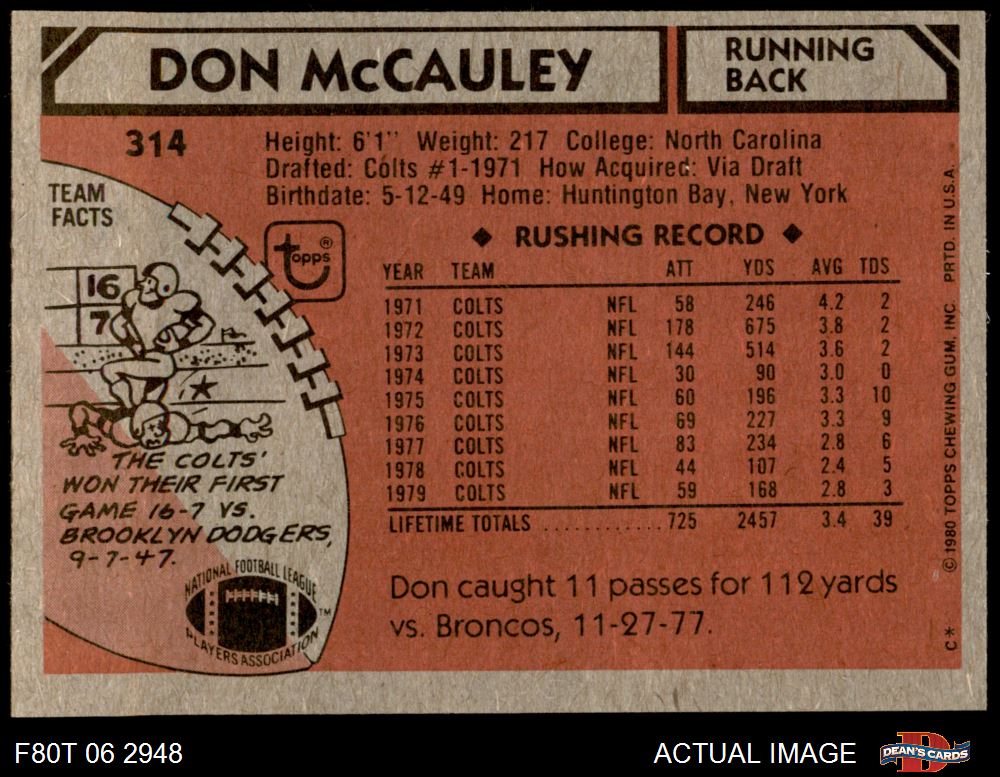 DON McCAULEY
RUNNING
BACK
314
Height: 6'1" Weight: 217 College: North Carolina
Drafted: Colts #1-1971 How Acquired: Via Draft
Birthdate: 5-12-49 Home: Huntington Bay, New York
TEAM
FACTS
topps®
16
7
THE COLTS'
WON THEIR FIRST
GAME 16-7 VS.
BROOKLYN DODGERS,
9-7-47.
NATIONAL FOOTBALL LEAGUE
PLAYERS ASSOCIATION
™
◆ RUSHING RECORD ◆
YEAR TEAM ATT YDS AVG TDS
1971 COLTS NFL 58 246 4.2 2
1972 COLTS NFL 178 675 3.8 2
1973 COLTS NFL 144 514 3.6 2
1974 COLTS NFL 30 90 3.0 0
1975 COLTS NFL 60 196 3.3 10
1976 COLTS NFL 69 227 3.3 9
1977 COLTS NFL 83 234 2.8 6
1978 COLTS NFL 44 107 2.4 5
1979 COLTS NFL 59 168 2.8 3
LIFETIME TOTALS ............ 725 2457 3.4 39
Don caught 11 passes for 112 yards
vs. Broncos, 11-27-77.
C* © 1980 TOPPS CHEWING GUM, INC. PRTD. IN U.S.A.
F80T 06 2948
ACTUAL IMAGE
D
DEAN'S CARDS